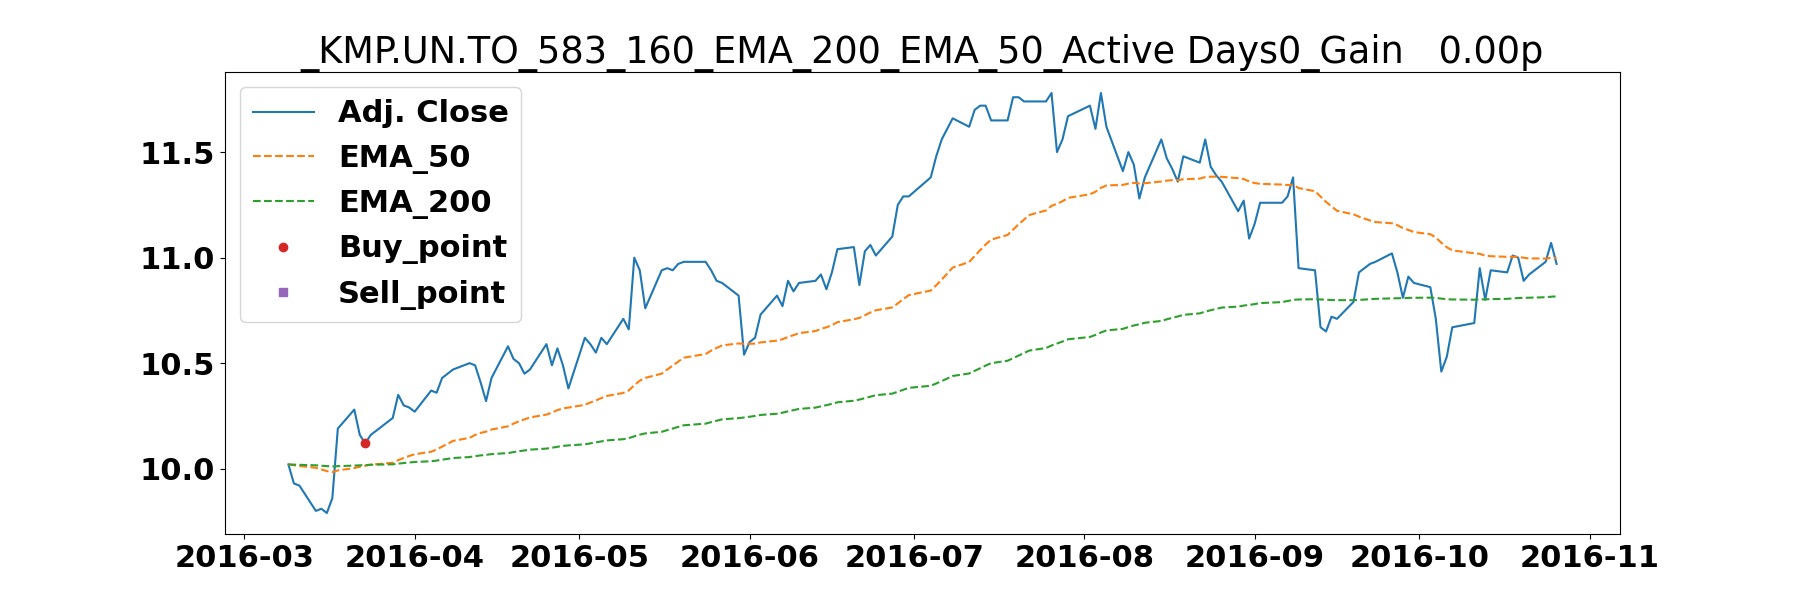 _KMP.UN.TO_583_160_EMA_200_EMA_50_Active Days0_Gain   0.00p
Adj. Close
EMA_50
EMA_200
Buy_point
Sell_point
11.5
11.0
10.5
10.0
2016-03 2016-04 2016-05 2016-06 2016-07 2016-08 2016-09 2016-10 2016-11